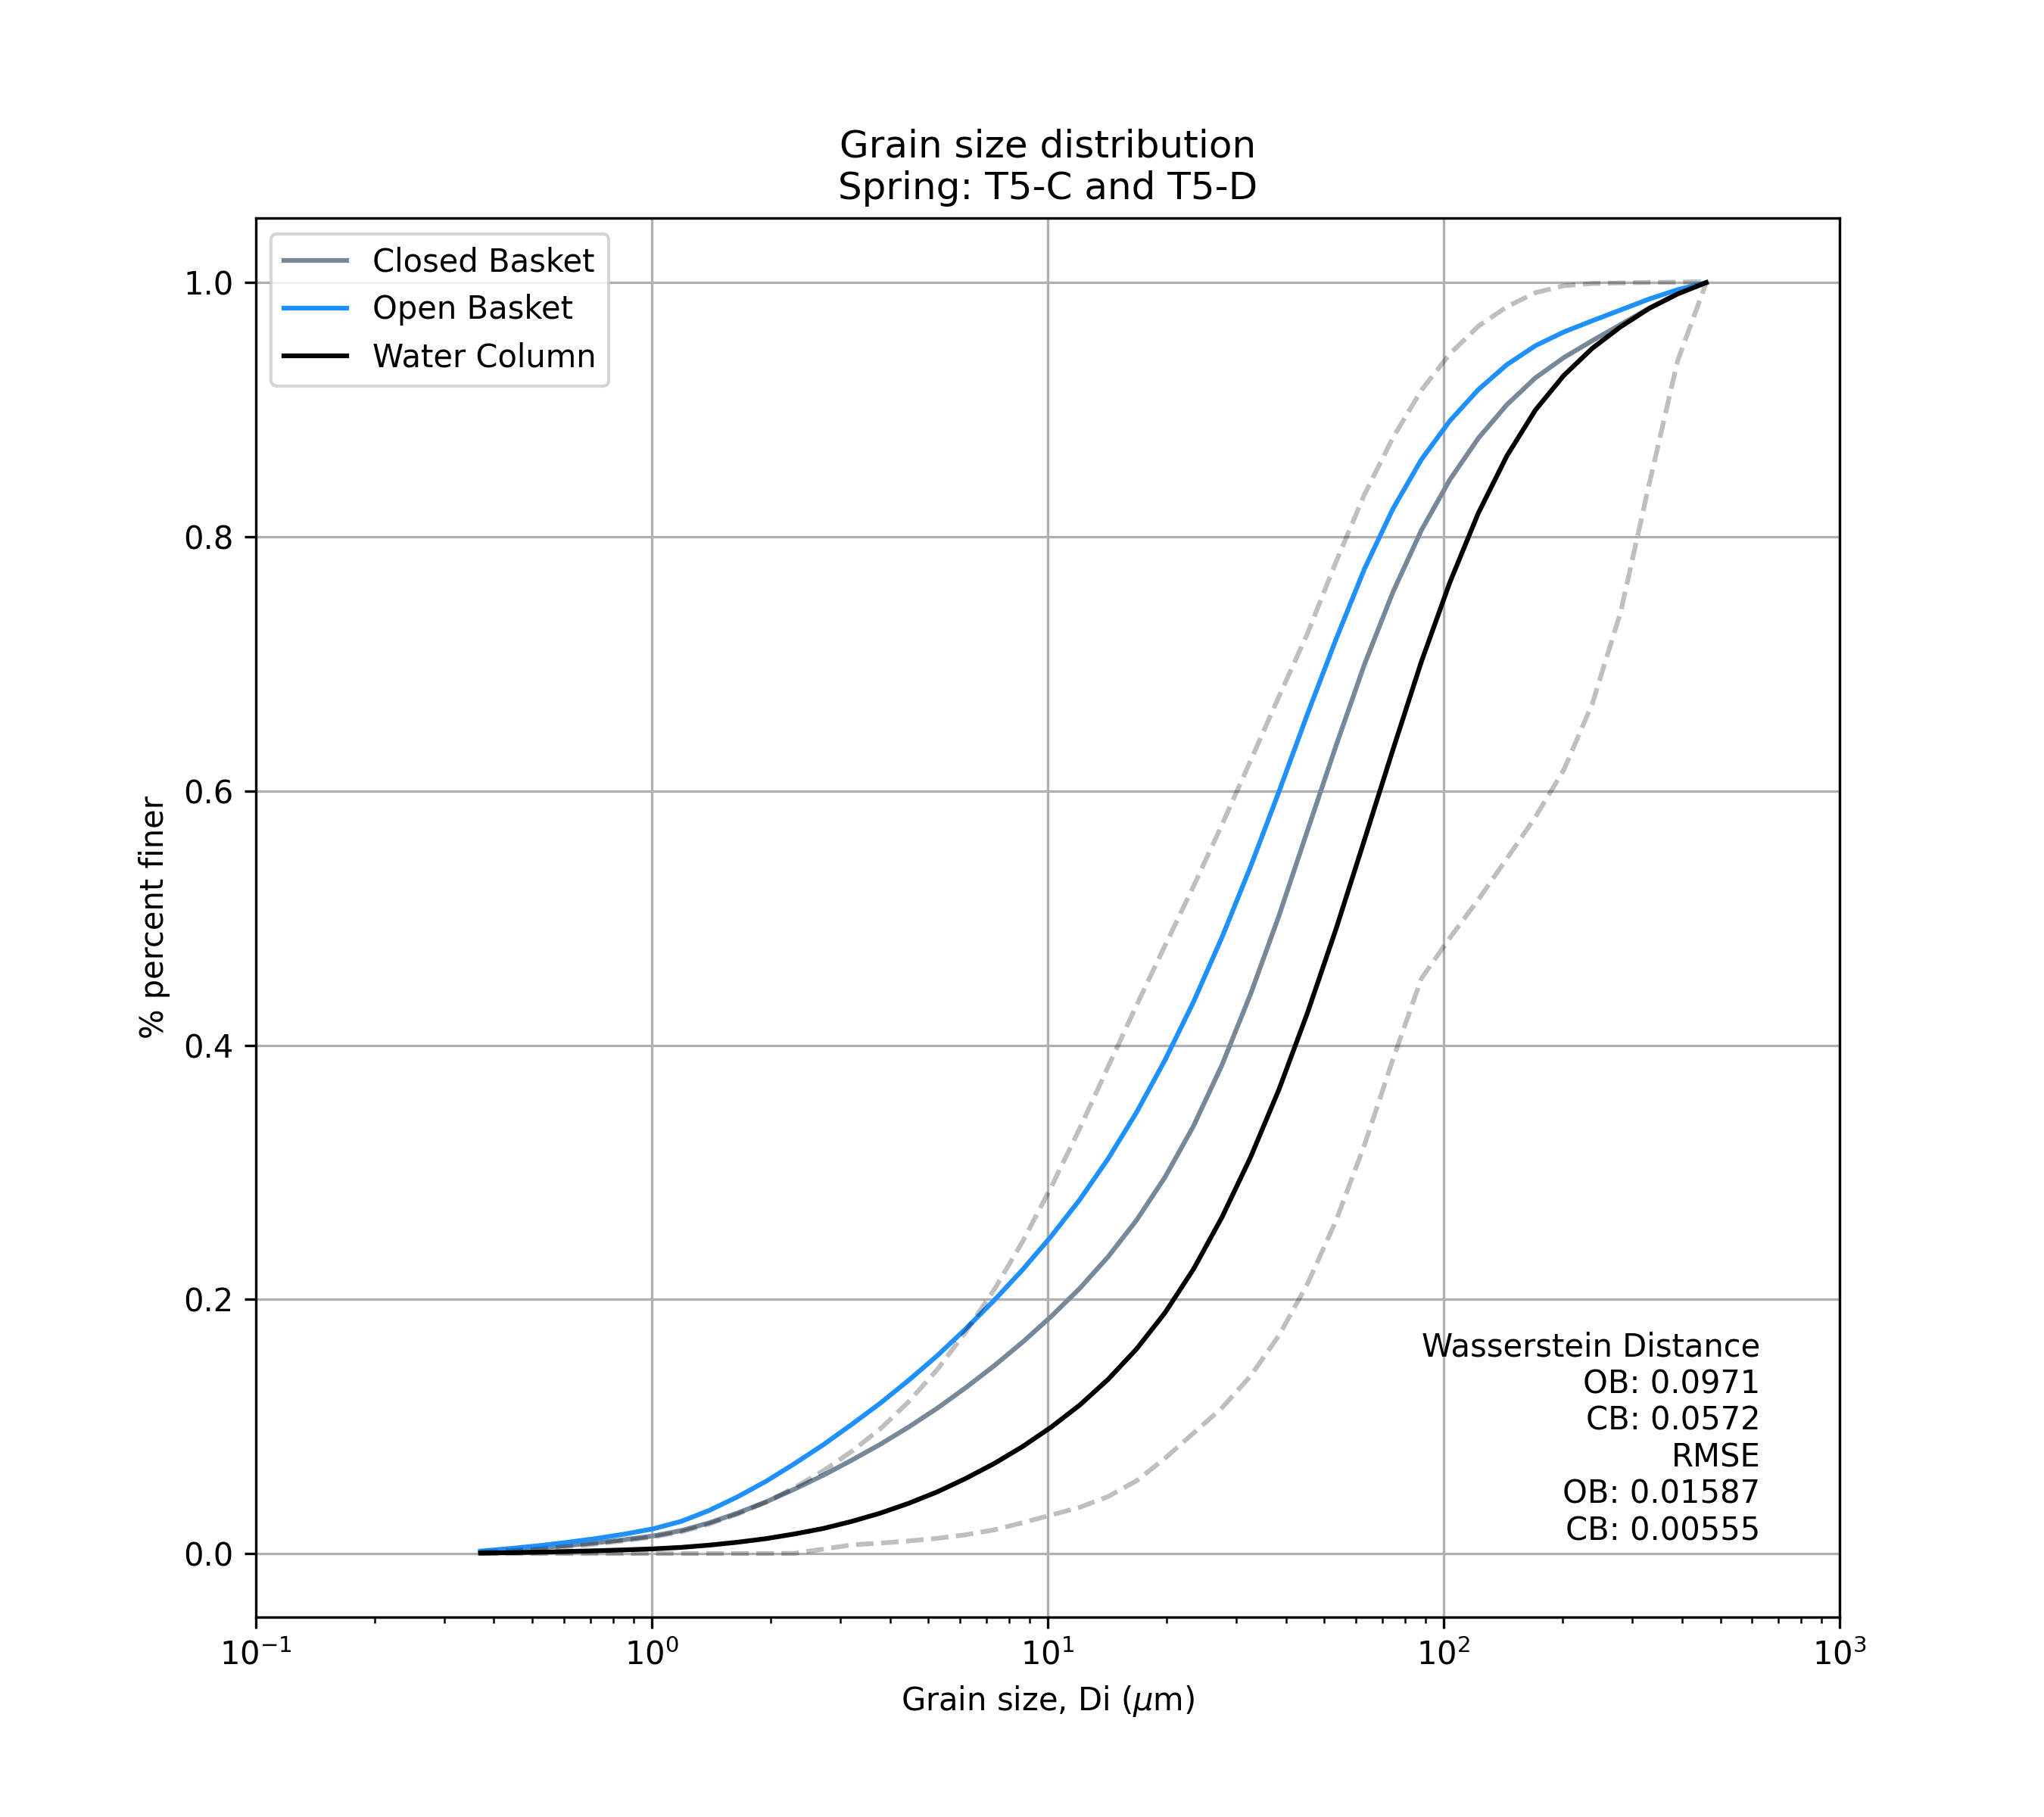 Grain size distribution
Spring: T5-C and T5-D
Closed Basket
Open Basket
Water Column
1.0
0.8
0.6
0.4
0.2
0.0
% percent finer
Wasserstein Distance
OB: 0.0971
CB: 0.0572
RMSE
OB: 0.01587
CB: 0.00555
10⁻¹ 10⁰ 10¹ 10² 10³
Grain size, Di (μm)